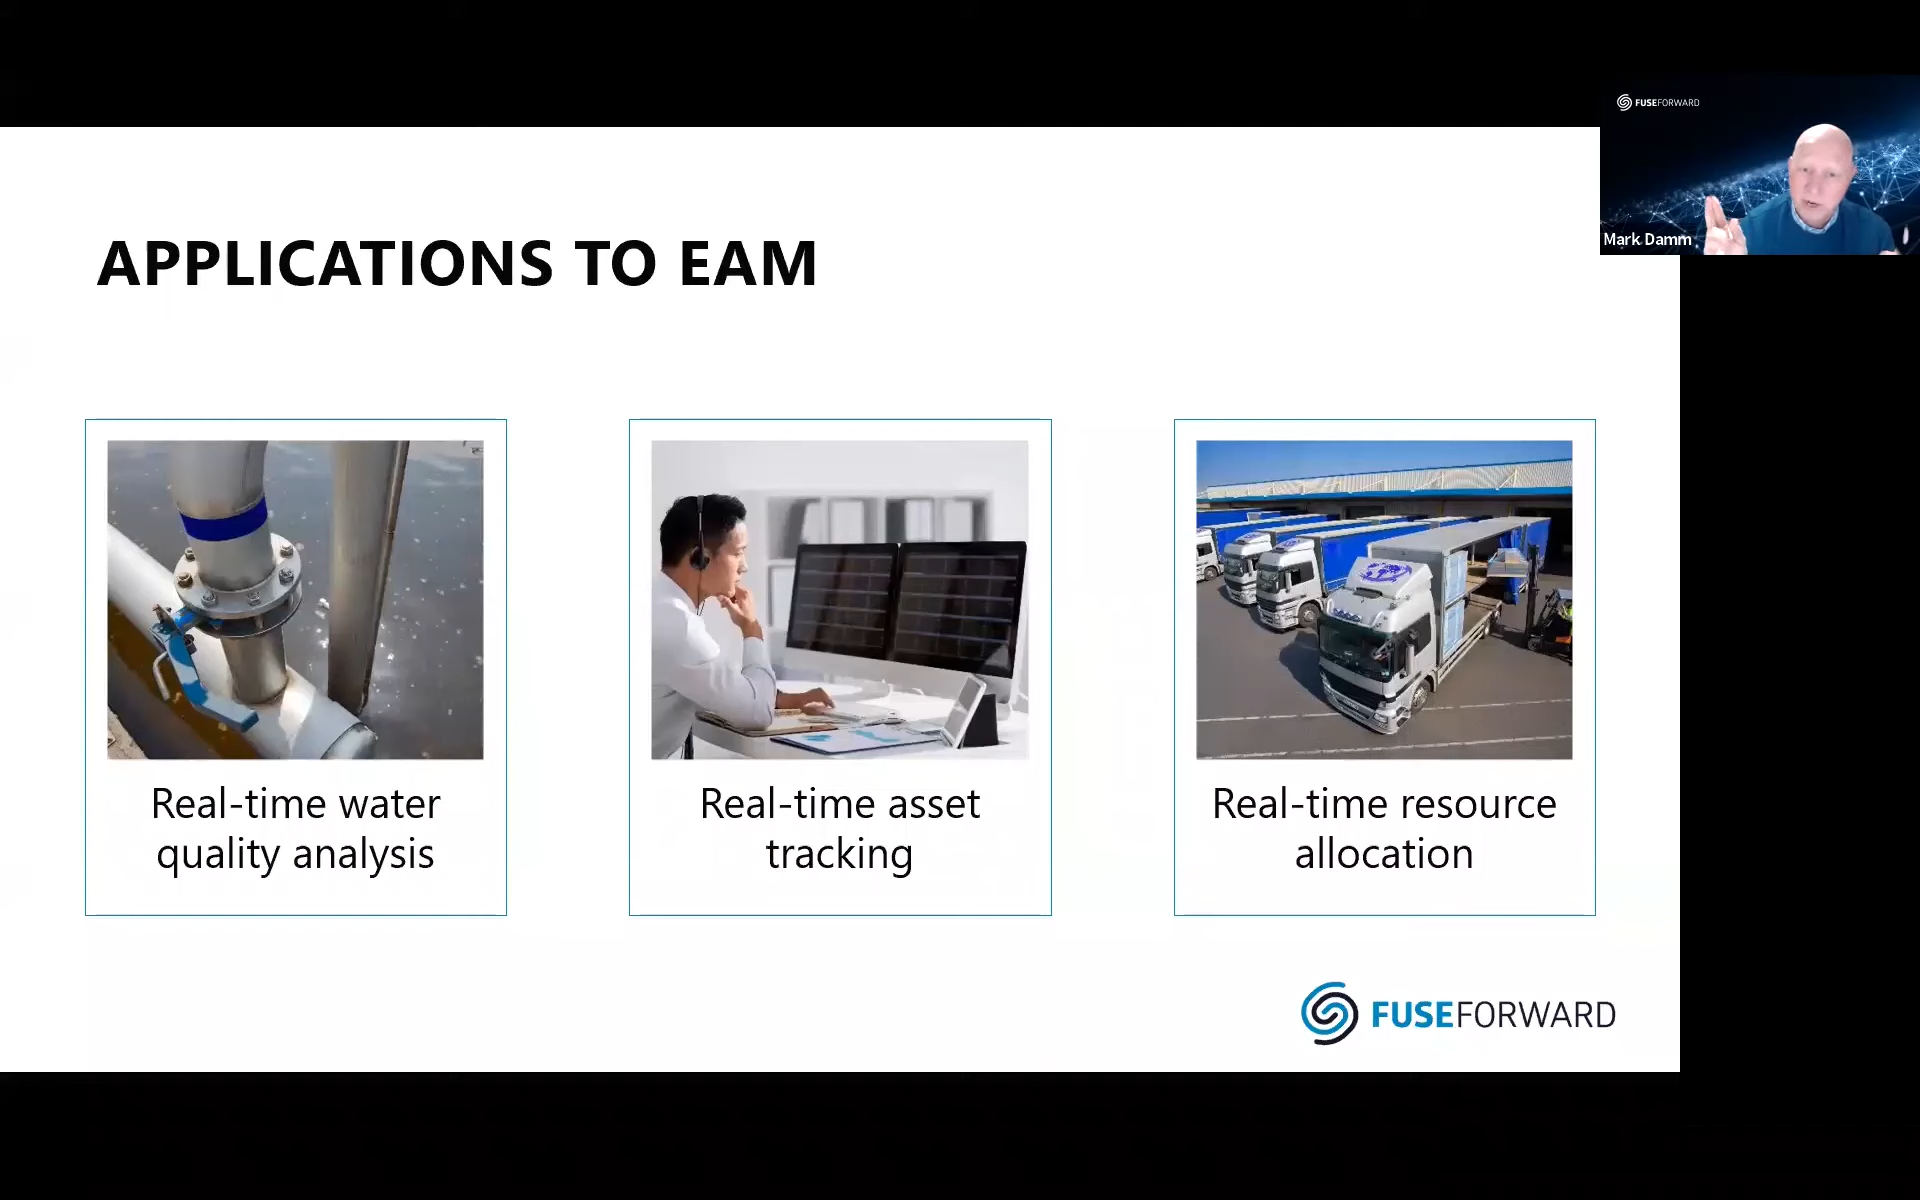 FUSEFORWARD
Mark Damm
APPLICATIONS TO EAM
Real-time water
quality analysis
Real-time asset
tracking
Real-time resource
allocation
FUSEFORWARD